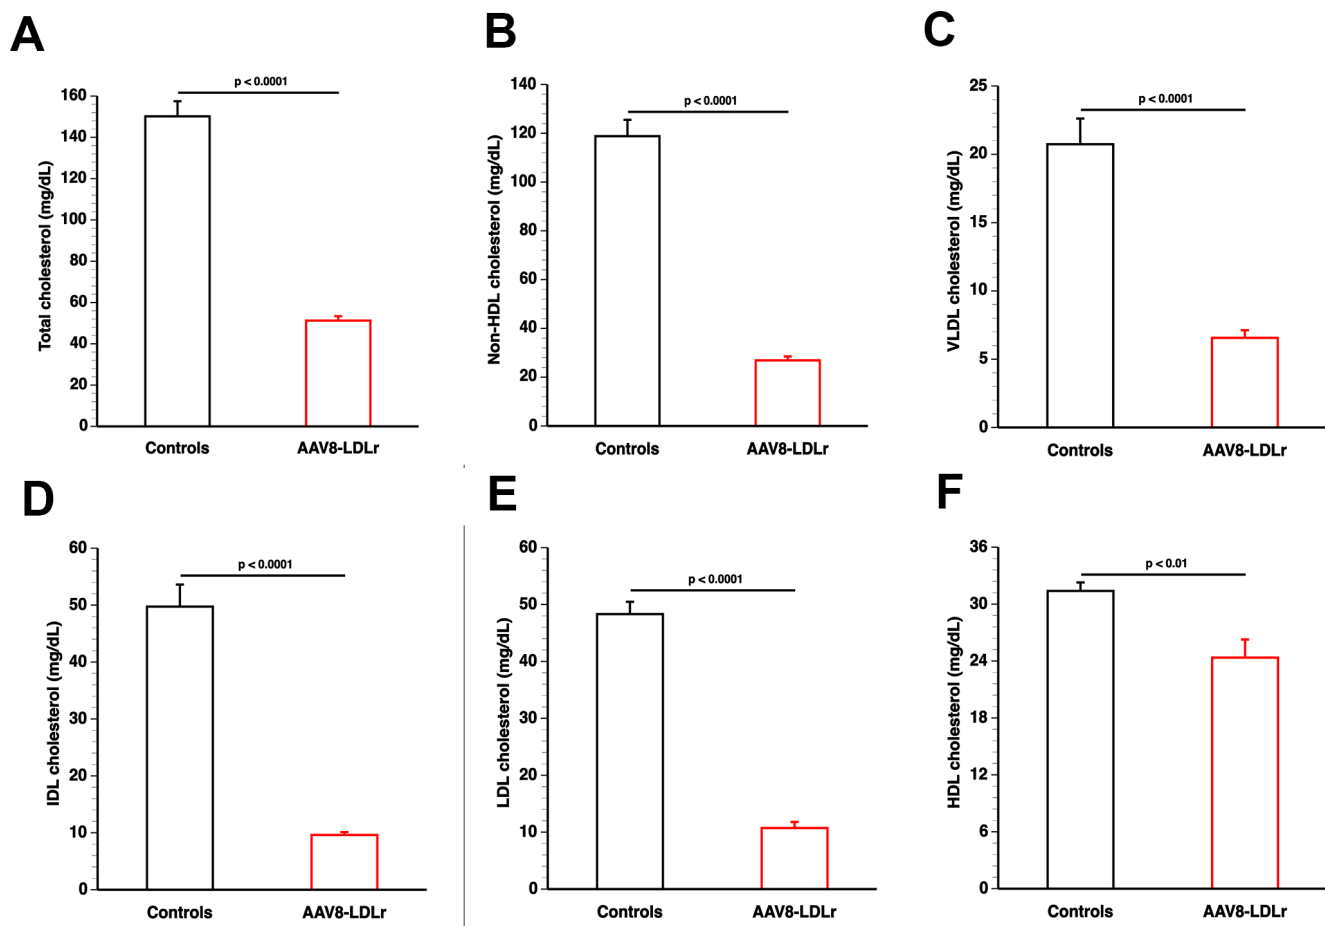 A
Total cholesterol (mg/dL)
160
140
120
100
80
60
40
20
0
p < 0.0001
Controls
AAV8-LDLr
B
Non-HDL cholesterol (mg/dL)
140
120
100
80
60
40
20
0
p < 0.0001
Controls
AAV8-LDLr
C
VLDL cholesterol (mg/dL)
25
20
15
10
5
0
p < 0.0001
Controls
AAV8-LDLr
D
IDL cholesterol (mg/dL)
60
50
40
30
20
10
0
p < 0.0001
Controls
AAV8-LDLr
E
LDL cholesterol (mg/dL)
60
50
40
30
20
10
0
p < 0.0001
Controls
AAV8-LDLr
F
HDL cholesterol (mg/dL)
36
30
24
18
12
6
0
p < 0.01
Controls
AAV8-LDLr